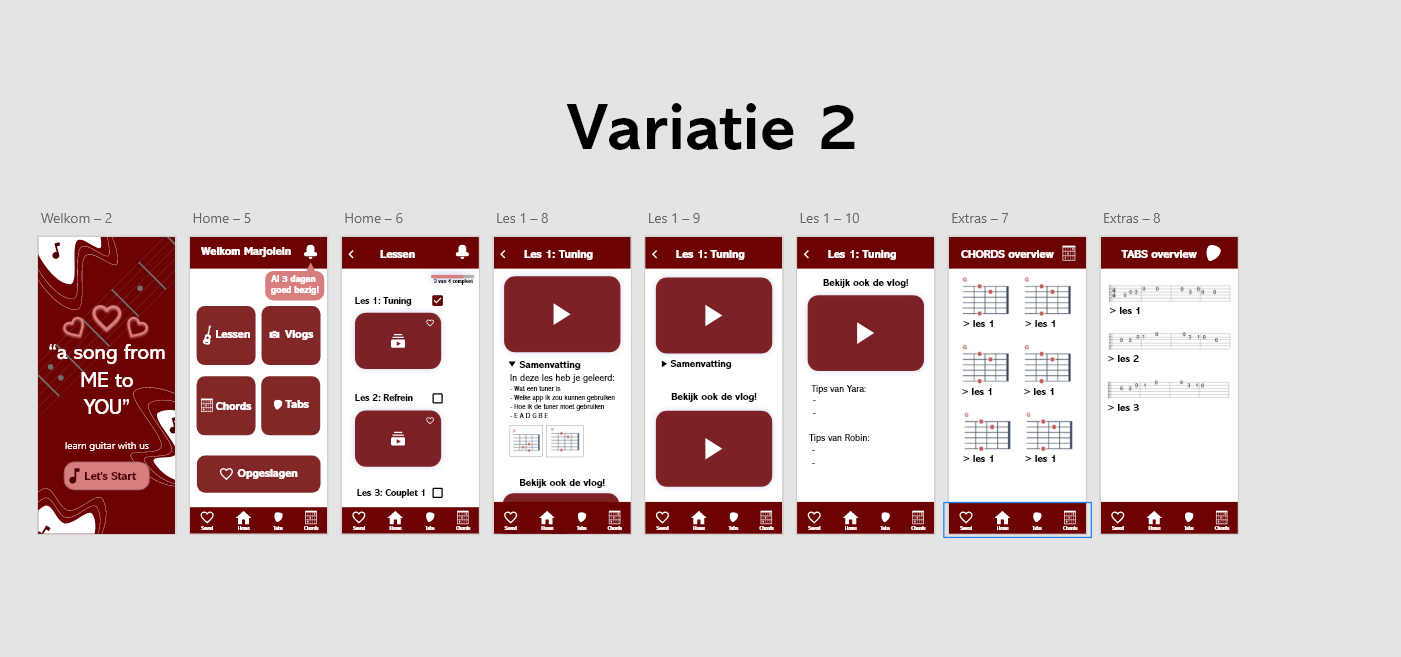 Variatie 2
Welkom – 2
“a song from
ME to
YOU”
learn guitar with us
Let's Start
Home – 5
Welkom Marjolein
Al 3 dagen
goed bezig!
Lessen
Vlogs
Chords
Tabs
Opgeslagen
Saved Home Tabs Chords
Home – 6
Lessen
3 van 4 compleet
Les 1: Tuning
Les 2: Refrein
Les 3: Couplet 1
Saved Home Tabs Chords
Les 1 – 8
Les 1: Tuning
Samenvatting
In deze les heb je geleerd:
- Wat een tuner is
- Welke app ik zou kunnen gebruiken
- Hoe ik de tuner moet gebruiken
- E A D G B E
Bekijk ook de vlog!
Saved Home Tabs Chords
Les 1 – 9
Les 1: Tuning
Samenvatting
Bekijk ook de vlog!
Saved Home Tabs Chords
Les 1 – 10
Les 1: Tuning
Bekijk ook de vlog!
Tips van Yara:
-
-
Tips van Robin:
-
-
Saved Home Tabs Chords
Extras – 7
CHORDS overview
G G
> les 1 > les 1
G G
> les 1 > les 1
G G
> les 1 > les 1
Saved Home Tabs Chords
Extras – 8
TABS overview
> les 1
> les 2
> les 3
Saved Home Tabs Chords